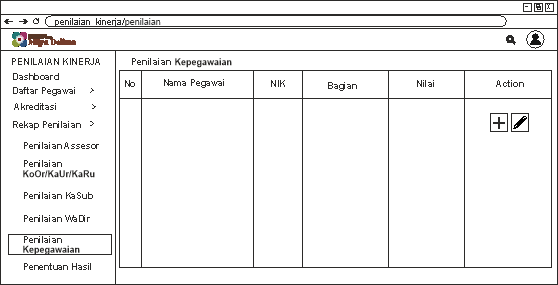 penilaian_kinerja/penilaian
PENILAIAN KINERJA
Dashboard
Daftar Pegawai >
Akreditasi >
Rekap Penilaian >
Penilaian Assesor
Penilaian
KoOr/KaUr/KaRu
Penilaian KaSub
Penilaian WaDir
Penilaian
Kepegawaian
Penentuan Hasil
Penilaian Kepegawaian
No Nama Pegawai NIK Bagian Nilai Action